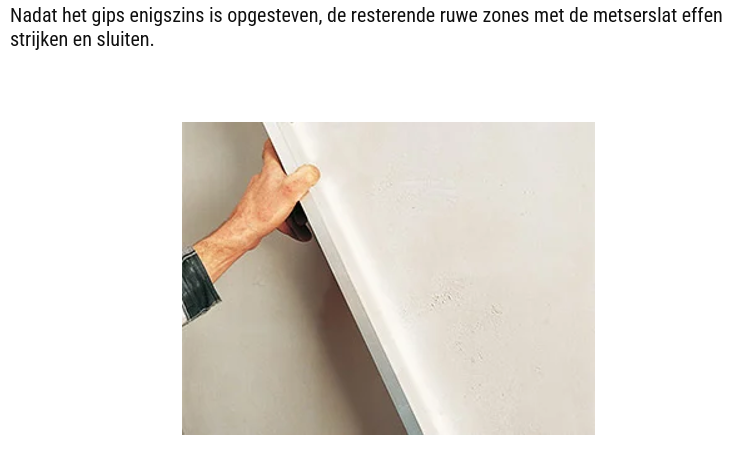 Nadat het gips enigszins is opgesteven, de resterende ruwe zones met de metserslat effen
strijken en sluiten.